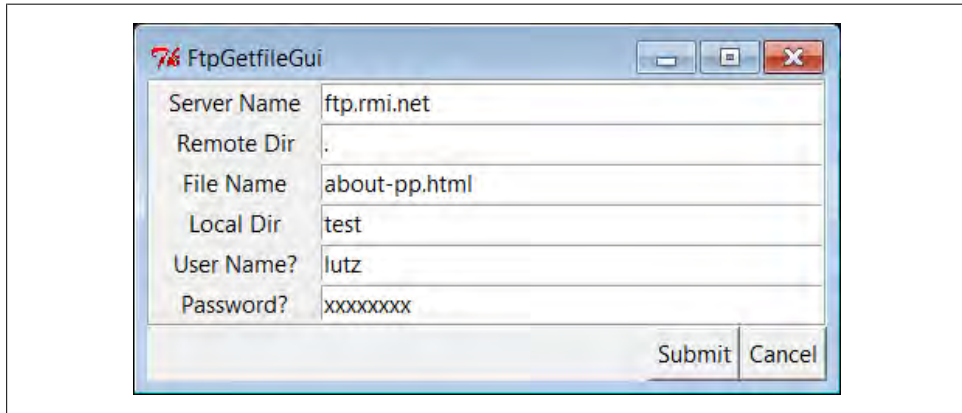 FtpGetfileGui
Server Name ftp.rmi.net
Remote Dir .
File Name about-pp.html
Local Dir test
User Name? lutz
Password? xxxxxxxx
Submit Cancel